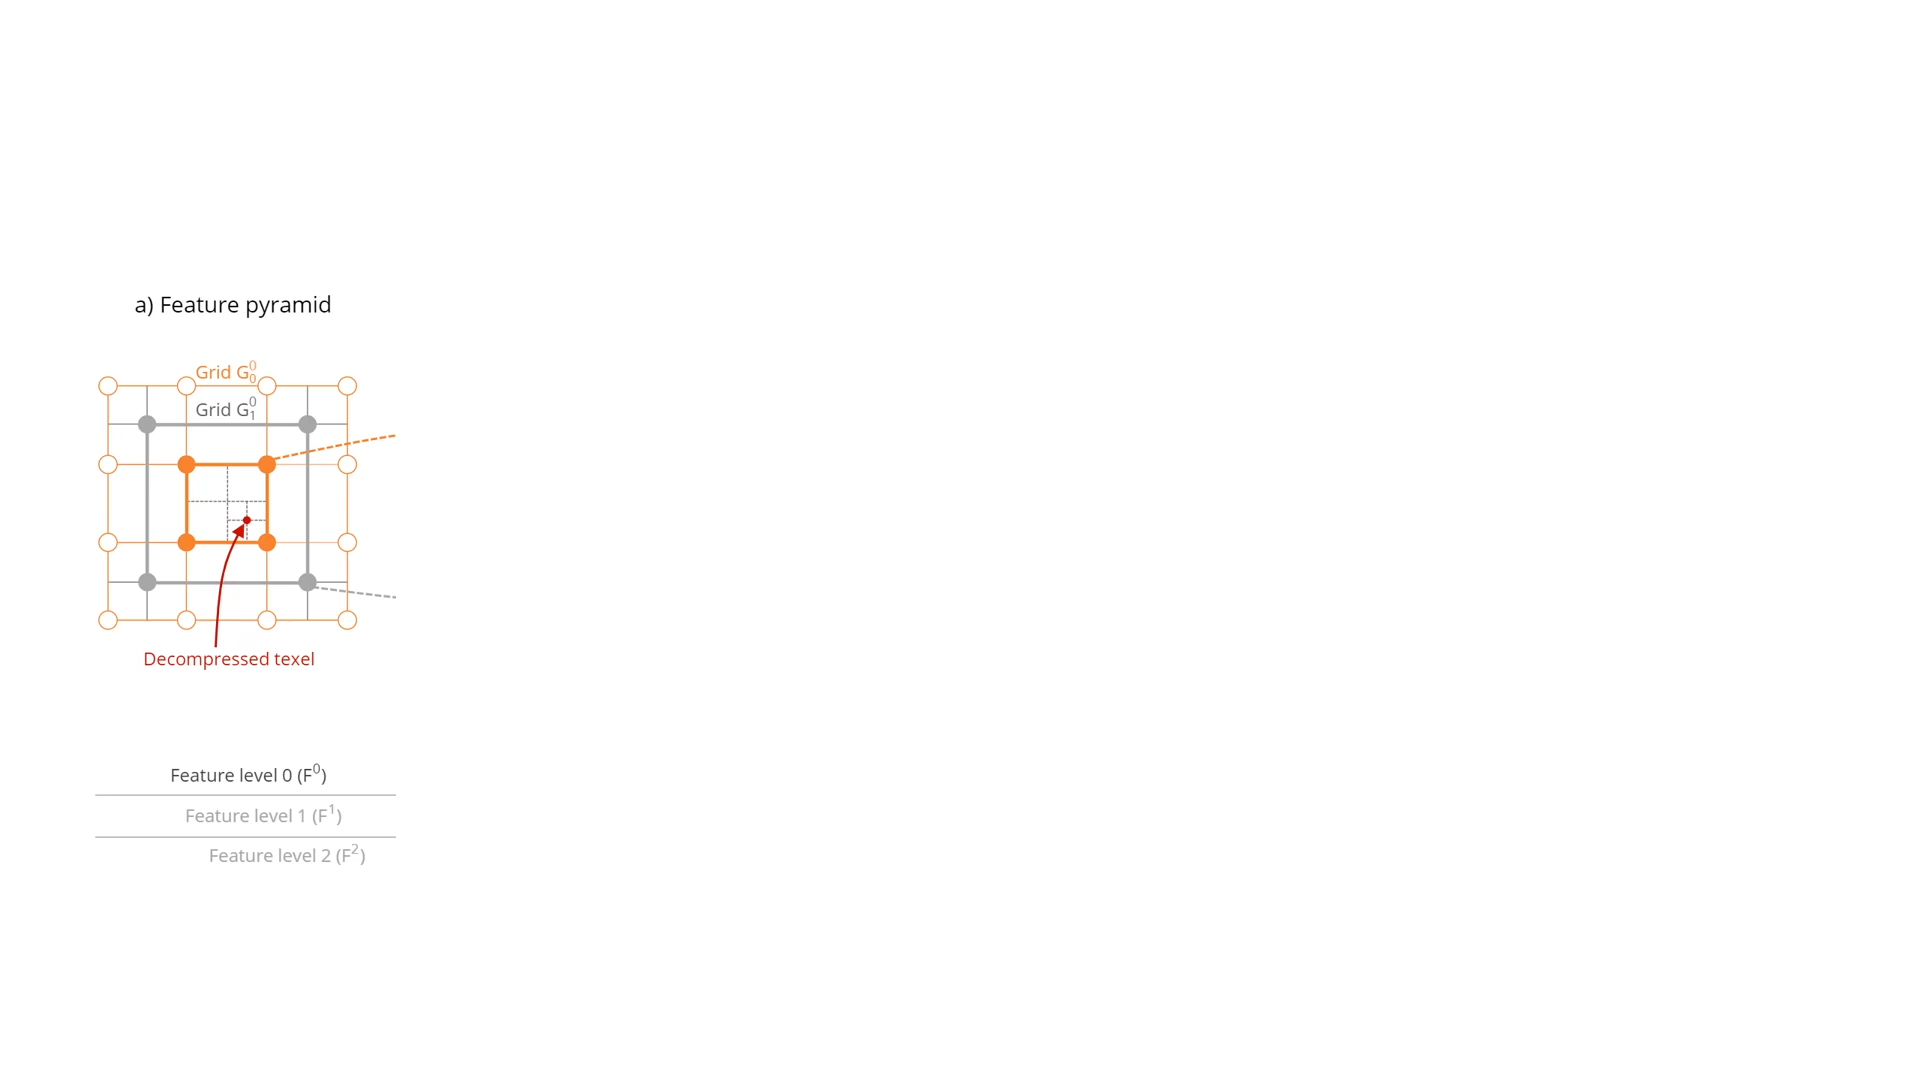 a) Feature pyramid
Grid G₀⁰
Grid G₁⁰
Decompressed texel
Feature level 0 (F⁰)
Feature level 1 (F¹)
Feature level 2 (F²)